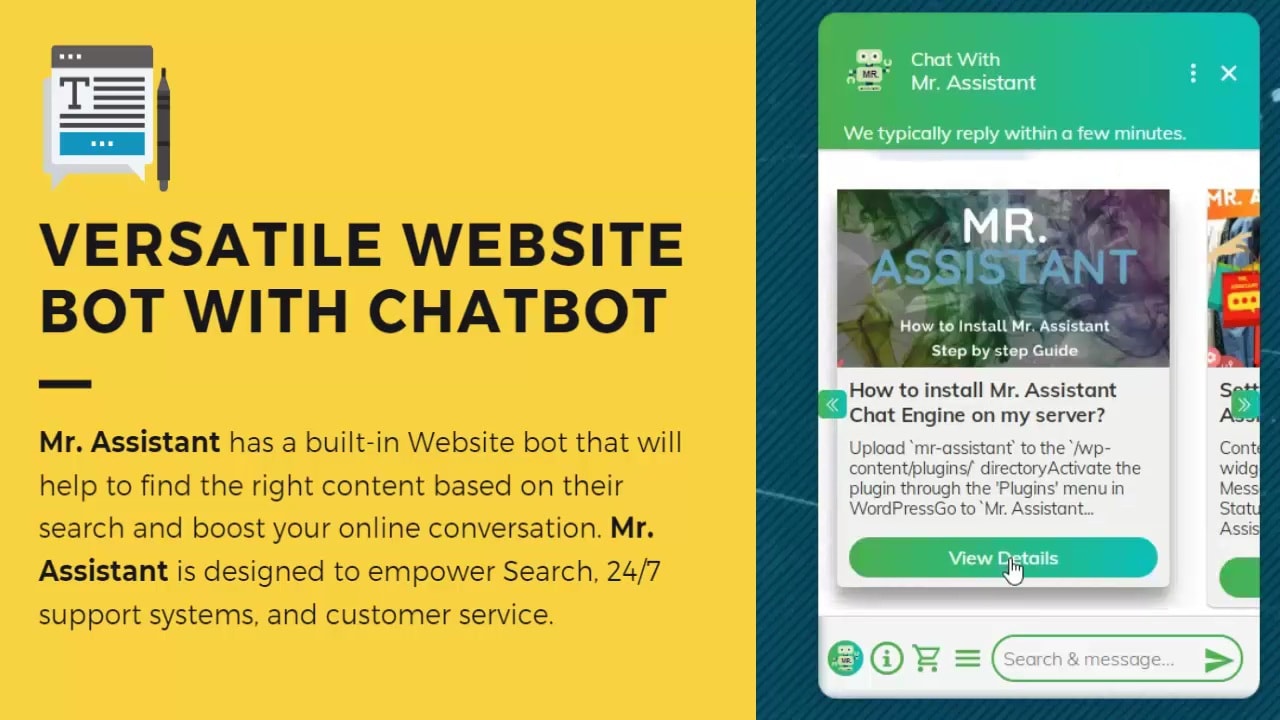 T
VERSATILE WEBSITE
BOT WITH CHATBOT
Mr. Assistant has a built-in Website bot that will
help to find the right content based on their
search and boost your online conversation. Mr.
Assistant is designed to empower Search, 24/7
support systems, and customer service.
MR.
Chat With
Mr. Assistant
We typically reply within a few minutes.
MR.
ASSISTANT
How to Install Mr. Assistant
Step by step Guide
How to install Mr. Assistant
Chat Engine on my server?
Upload `mr-assistant` to the `/wp-
content/plugins/` directoryActivate the
plugin through the 'Plugins' menu in
WordPressGo to `Mr. Assistant...
View Details
MR. A
Sett
Ass
Conte
widg
Mess
Statu
Assis
MR.
Search & message...